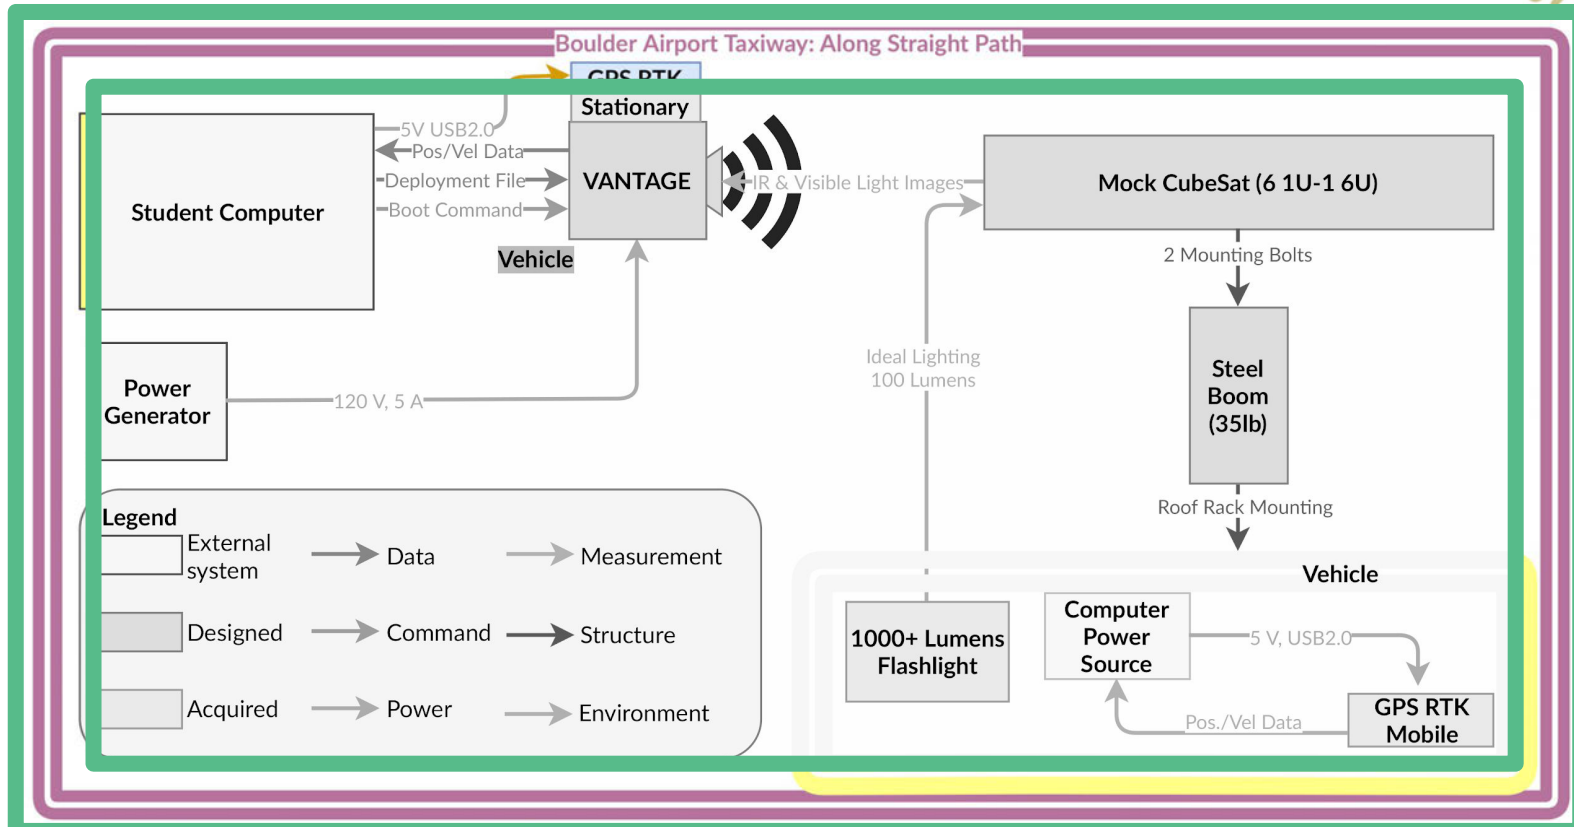 Boulder Airport Taxiway: Along Straight Path
GPS RTK
Stationary
5V USB2.0
Pos/Vel Data
Deployment File
Boot Command
Student Computer
VANTAGE
Vehicle
IR & Visible Light Images
Mock CubeSat (6 1U-1 6U)
2 Mounting Bolts
Steel
Boom
(35lb)
Roof Rack Mounting
Ideal Lighting
100 Lumens
Power
Generator
120 V, 5 A
Legend
External
system
Data
Measurement
Designed
Command
Structure
Acquired
Power
Environment
Vehicle
1000+ Lumens
Flashlight
Computer
Power
Source
5 V, USB2.0
Pos./Vel Data
GPS RTK
Mobile